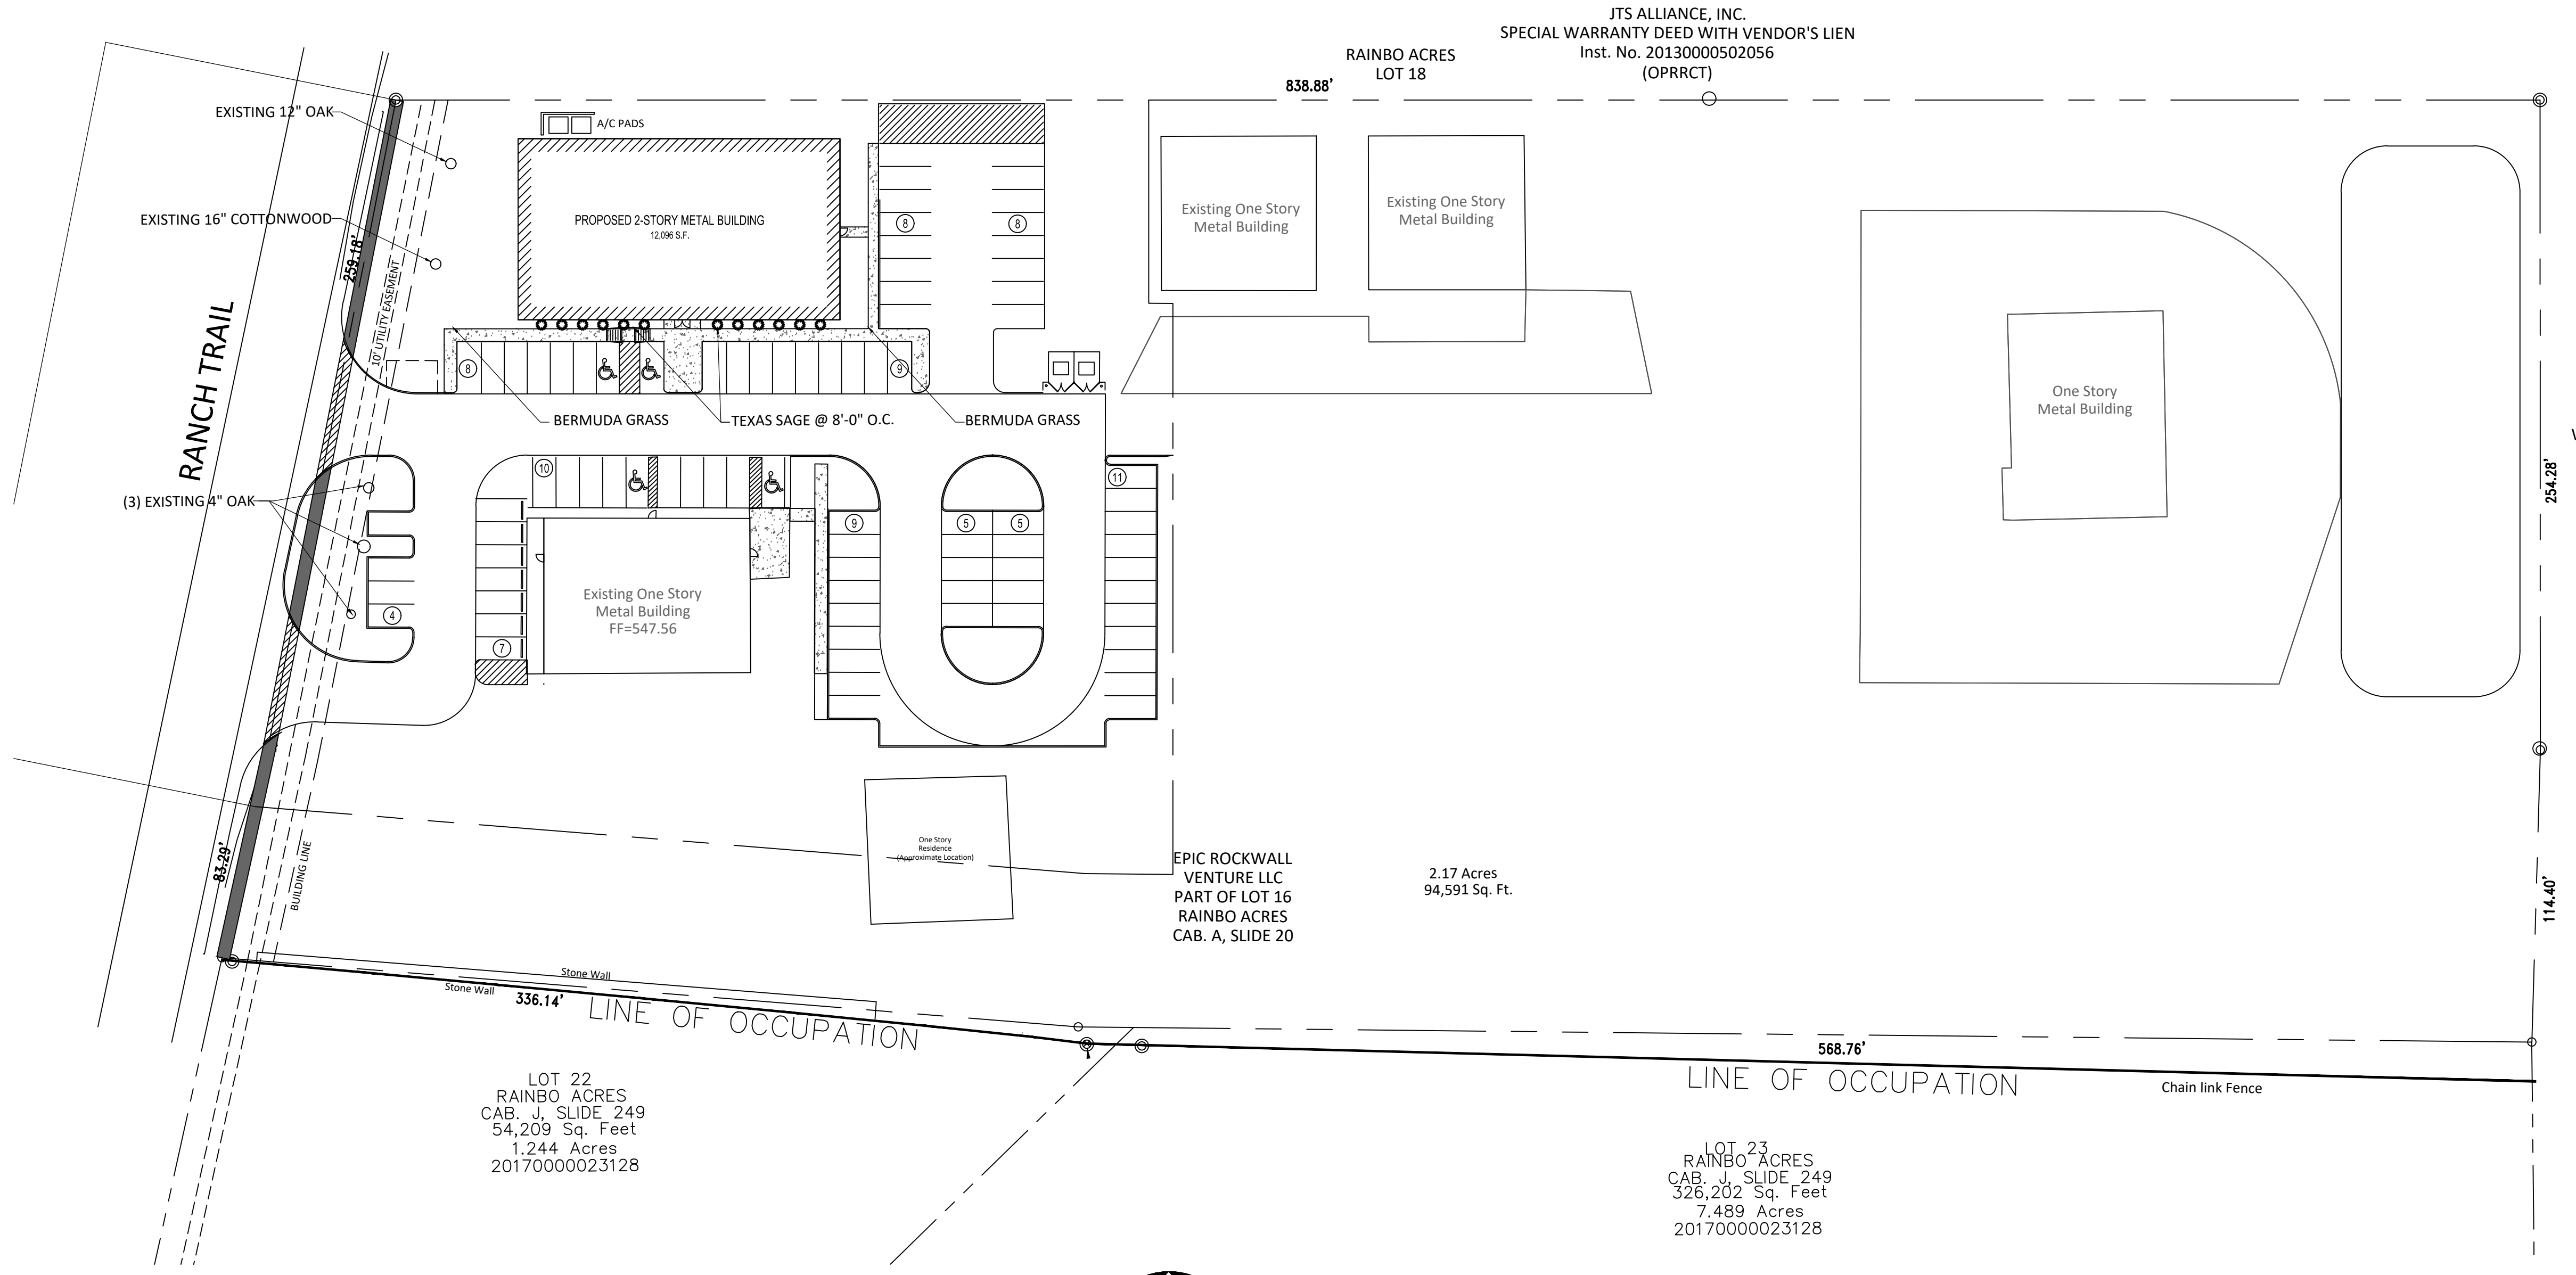 JTS ALLIANCE, INC.
SPECIAL WARRANTY DEED WITH VENDOR'S LIEN
Inst. No. 20130000502056
(OPRRCT)
RAINBO ACRES
LOT 18
838.88'
EXISTING 12" OAK
A/C PADS
EXISTING 16" COTTONWOOD
259.18'
10' UTILITY EASEMENT
RANCH TRAIL
PROPOSED 2-STORY METAL BUILDING
12,096 S.F.
8
8
Existing One Story
Metal Building
Existing One Story
Metal Building
One Story
Metal Building
254.28'
8
9
BERMUDA GRASS
TEXAS SAGE @ 8'-0" O.C.
BERMUDA GRASS
(3) EXISTING 4" OAK
10
11
9
5
5
4
7
Existing One Story
Metal Building
FF=547.56
83.29'
BUILDING LINE
One Story
Residence
(Approximate Location)
EPIC ROCKWALL
VENTURE LLC
PART OF LOT 16
RAINBO ACRES
CAB. A, SLIDE 20
2.17 Acres
94,591 Sq. Ft.
114.40'
Stone Wall
Stone Wall
336.14'
LINE OF OCCUPATION
568.76'
LINE OF OCCUPATION
Chain link Fence
LOT 22
RAINBO ACRES
CAB. J, SLIDE 249
54,209 Sq. Feet
1.244 Acres
20170000023128
LOT 23
RAINBO ACRES
CAB. J, SLIDE 249
326,202 Sq. Feet
7.489 Acres
20170000023128